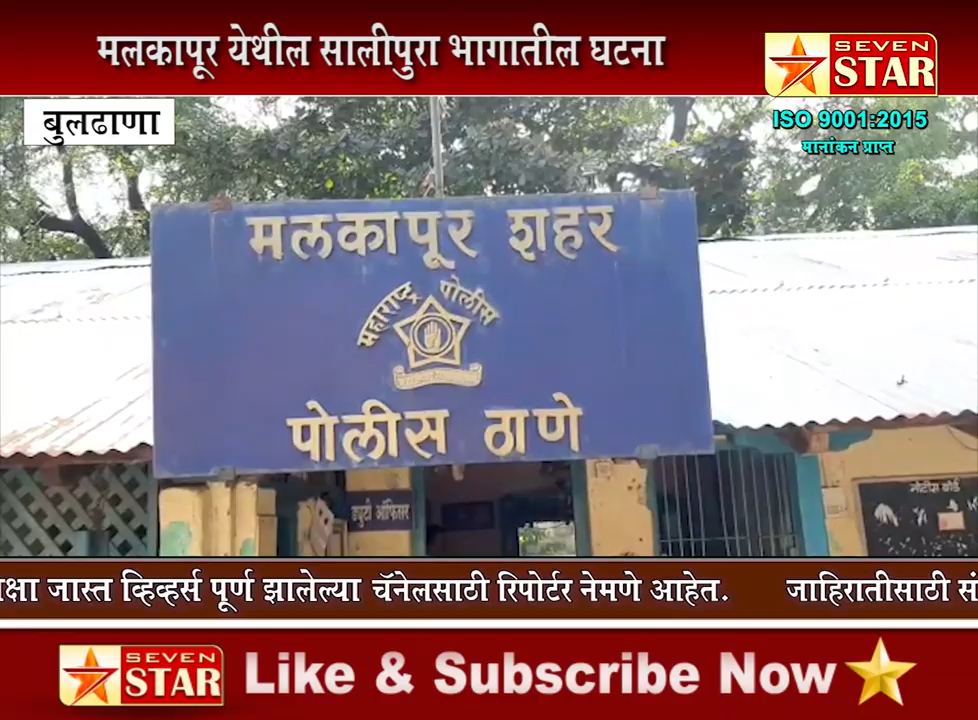 मलकापूर येथील सालीपुरा भागातील घटना
SEVEN
STAR
ISO 9001:2015
मानांकन प्राप्त
बुलढाणा
मलकापूर शहर
महाराष्ट्र पोलीस
पोलीस ठाणे
ड्युटी ऑफिसर
नोटीस बोर्ड
क्षा जास्त व्हिव्हर्स पूर्ण झालेल्या चॅनेलसाठी रिपोर्टर नेमणे आहेत. जाहिरातीसाठी सं
SEVEN
STAR
Like & Subscribe Now